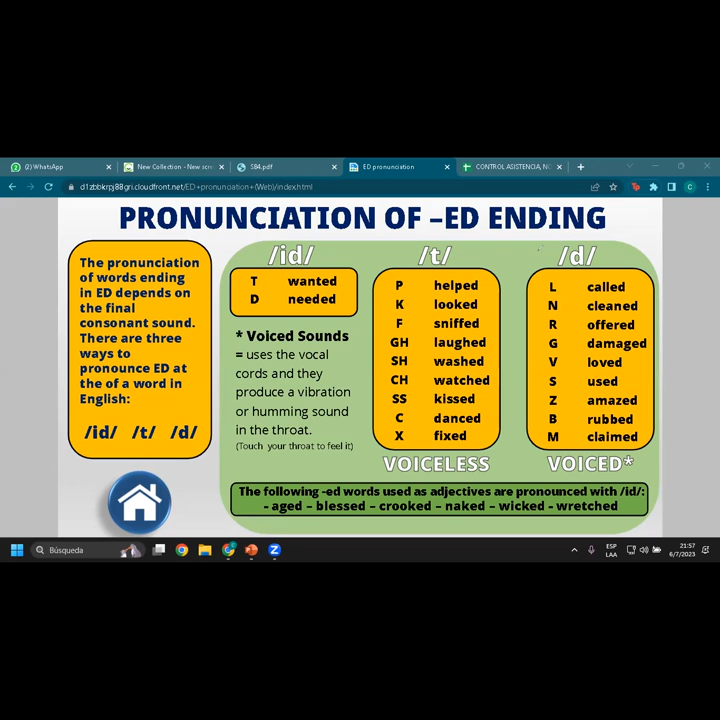 (2) WhatsApp
New Collection - New scre
S84.pdf
ED pronunciation
CONTROL ASISTENCIA, NO
d1zbbkrpj88gri.cloudfront.net/ED+pronunciation+(Web)/index.html
C
PRONUNCIATION OF –ED ENDING
The pronunciation
of words ending
in ED depends on
the final
consonant sound.
There are three
ways to
pronounce ED at
the of a word in
English:
/id/ /t/ /d/
/id/
T wanted
D needed
* Voiced Sounds
= uses the vocal
cords and they
produce a vibration
or humming sound
in the throat.
(Touch your throat to feel it)
/t/
P helped
K looked
F sniffed
GH laughed
SH washed
CH watched
SS kissed
C danced
X fixed
VOICELESS
/d/
L called
N cleaned
R offered
G damaged
V loved
S used
Z amazed
B rubbed
M claimed
VOICED*
The following -ed words used as adjectives are pronounced with /id/:
- aged – blessed – crooked – naked – wicked - wretched
Búsqueda
ESP
LAA
21:57
6/7/2023